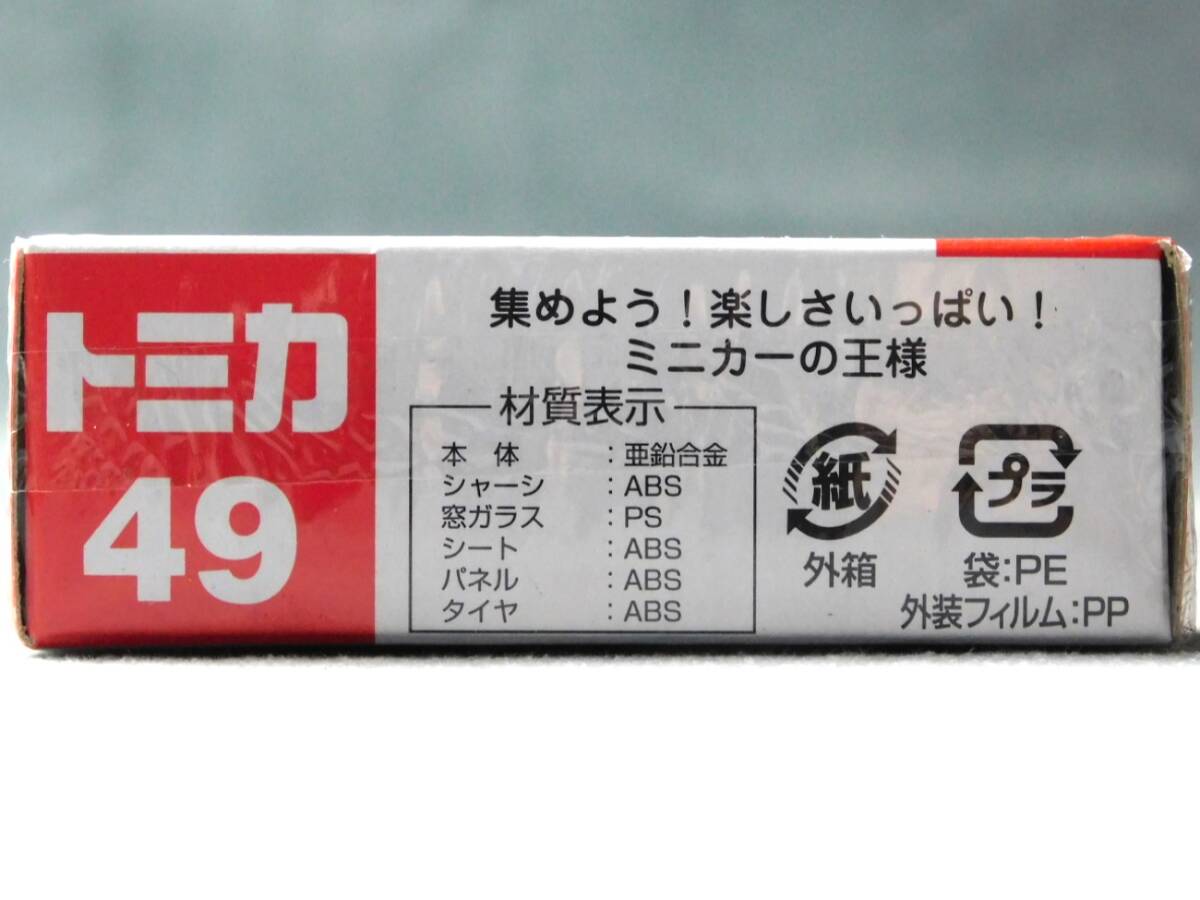 トミカ
49
集めよう！楽しさいっぱい！
ミニカーの王様
材質表示
本 体 ：亜鉛合金
シャーシ ：ABS
窓ガラス ：PS
シート ：ABS
パネル ：ABS
タイヤ ：ABS
紙
外箱
プラ
袋：PE
外装フィルム：PP